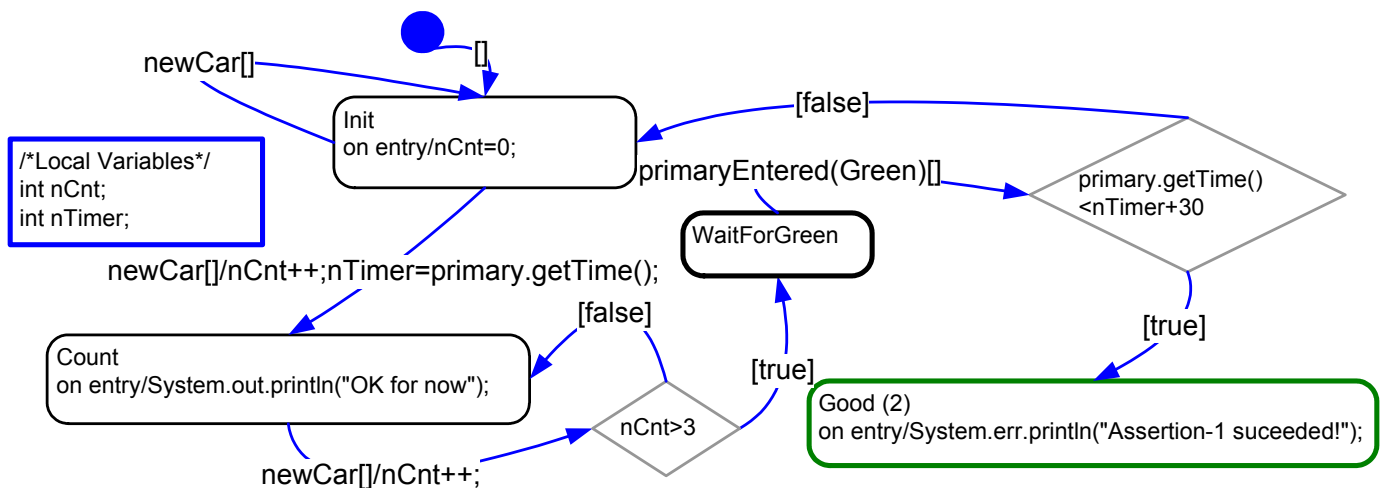 []
newCar[]
[false]
Init
on entry/nCnt=0;
/*Local Variables*/
int nCnt;
int nTimer;
primaryEntered(Green)[]
primary.getTime()
<nTimer+30
WaitForGreen
newCar[]/nCnt++;nTimer=primary.getTime();
[false]
[true]
Count
on entry/System.out.println("OK for now");
[true]
nCnt>3
Good (2)
on entry/System.err.println("Assertion-1 suceeded!");
newCar[]/nCnt++;